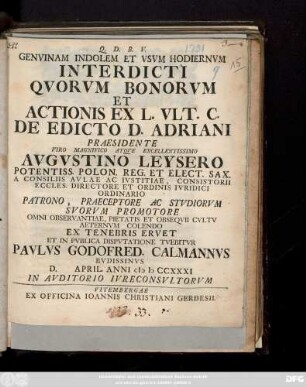 Q. D. B. V.
GENVINAM INDOLEM ET VSVM HODIERNVM
INTERDICTI
QVORVM BONORVM
ET
ACTIONIS EX L. VLT. C.
DE EDICTO D. ADRIANI
PRAESIDENTE
VIRO MAGNIFICO ATQVE EXCELLENTISSIMO
AVGVSTINO LEYSERO
POTENTISS. POLON. REG. ET ELECT. SAX.
A CONSILIIS AVLAE AC IVSTITIAE, CONSISTORII
ECCLES. DIRECTORE ET ORDINIS IVRIDICI
ORDINARIO
PATRONO, PRAECEPTORE AC STVDIORVM
SVORVM PROMOTORE
OMNI OBSERVANTIAE, PIETATIS ET OBSEQVII CVLTV
AETERNVM COLENDO
EX TENEBRIS ERVET
ET IN PVBLICA DISPUTATIONE TVEBITVR
PAVLVS GODOFRED. CALMANNVS
BVDISSINVS
D. APRIL ANNI cIɔ Iɔ CCXXXI
IN AVDITORIO IVRECONSVLTORVM
VITEMBERGAE
EX OFFICINA IOANNIS CHRISTIANI GERDESII.